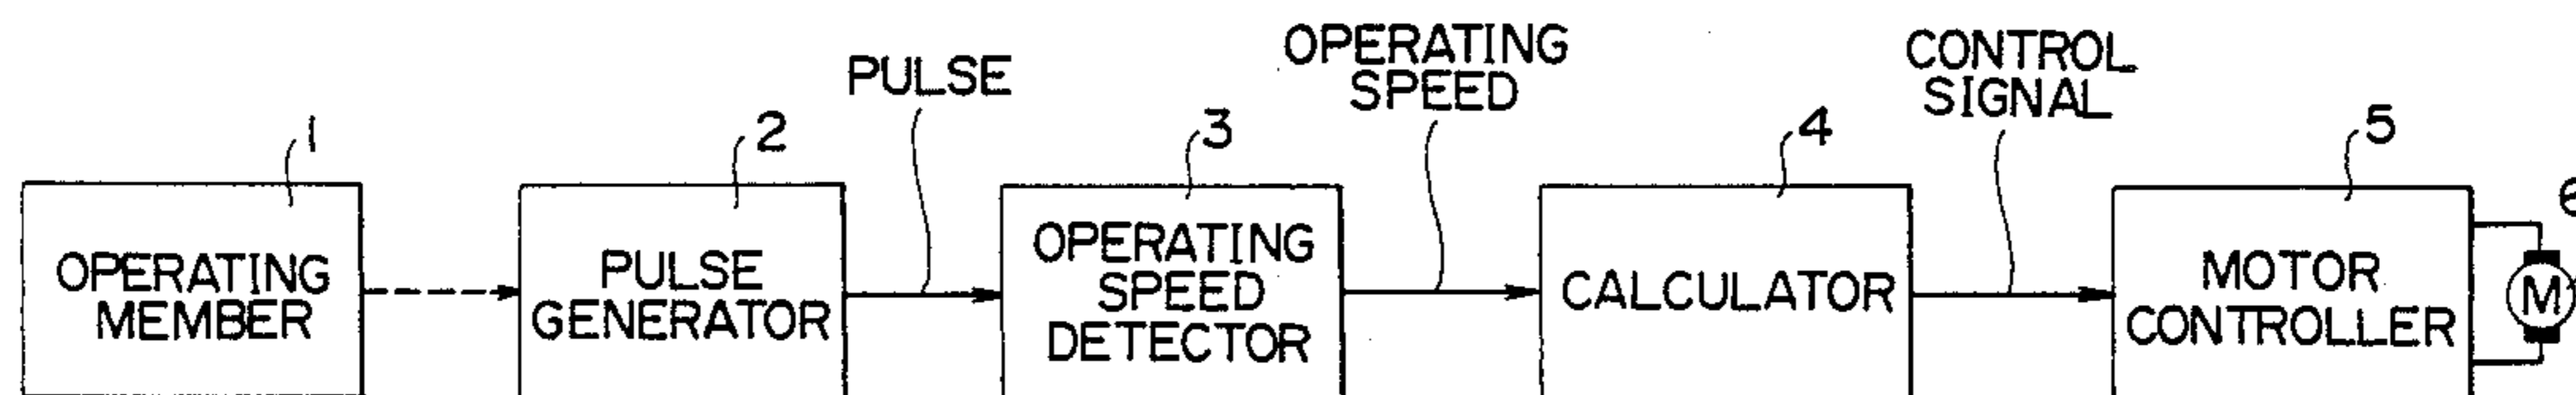 PULSE
OPERATING
SPEED
CONTROL
SIGNAL
1
2
3
4
5
6
OPERATING
MEMBER
PULSE
GENERATOR
OPERATING
SPEED
DETECTOR
CALCULATOR
MOTOR
CONTROLLER
M